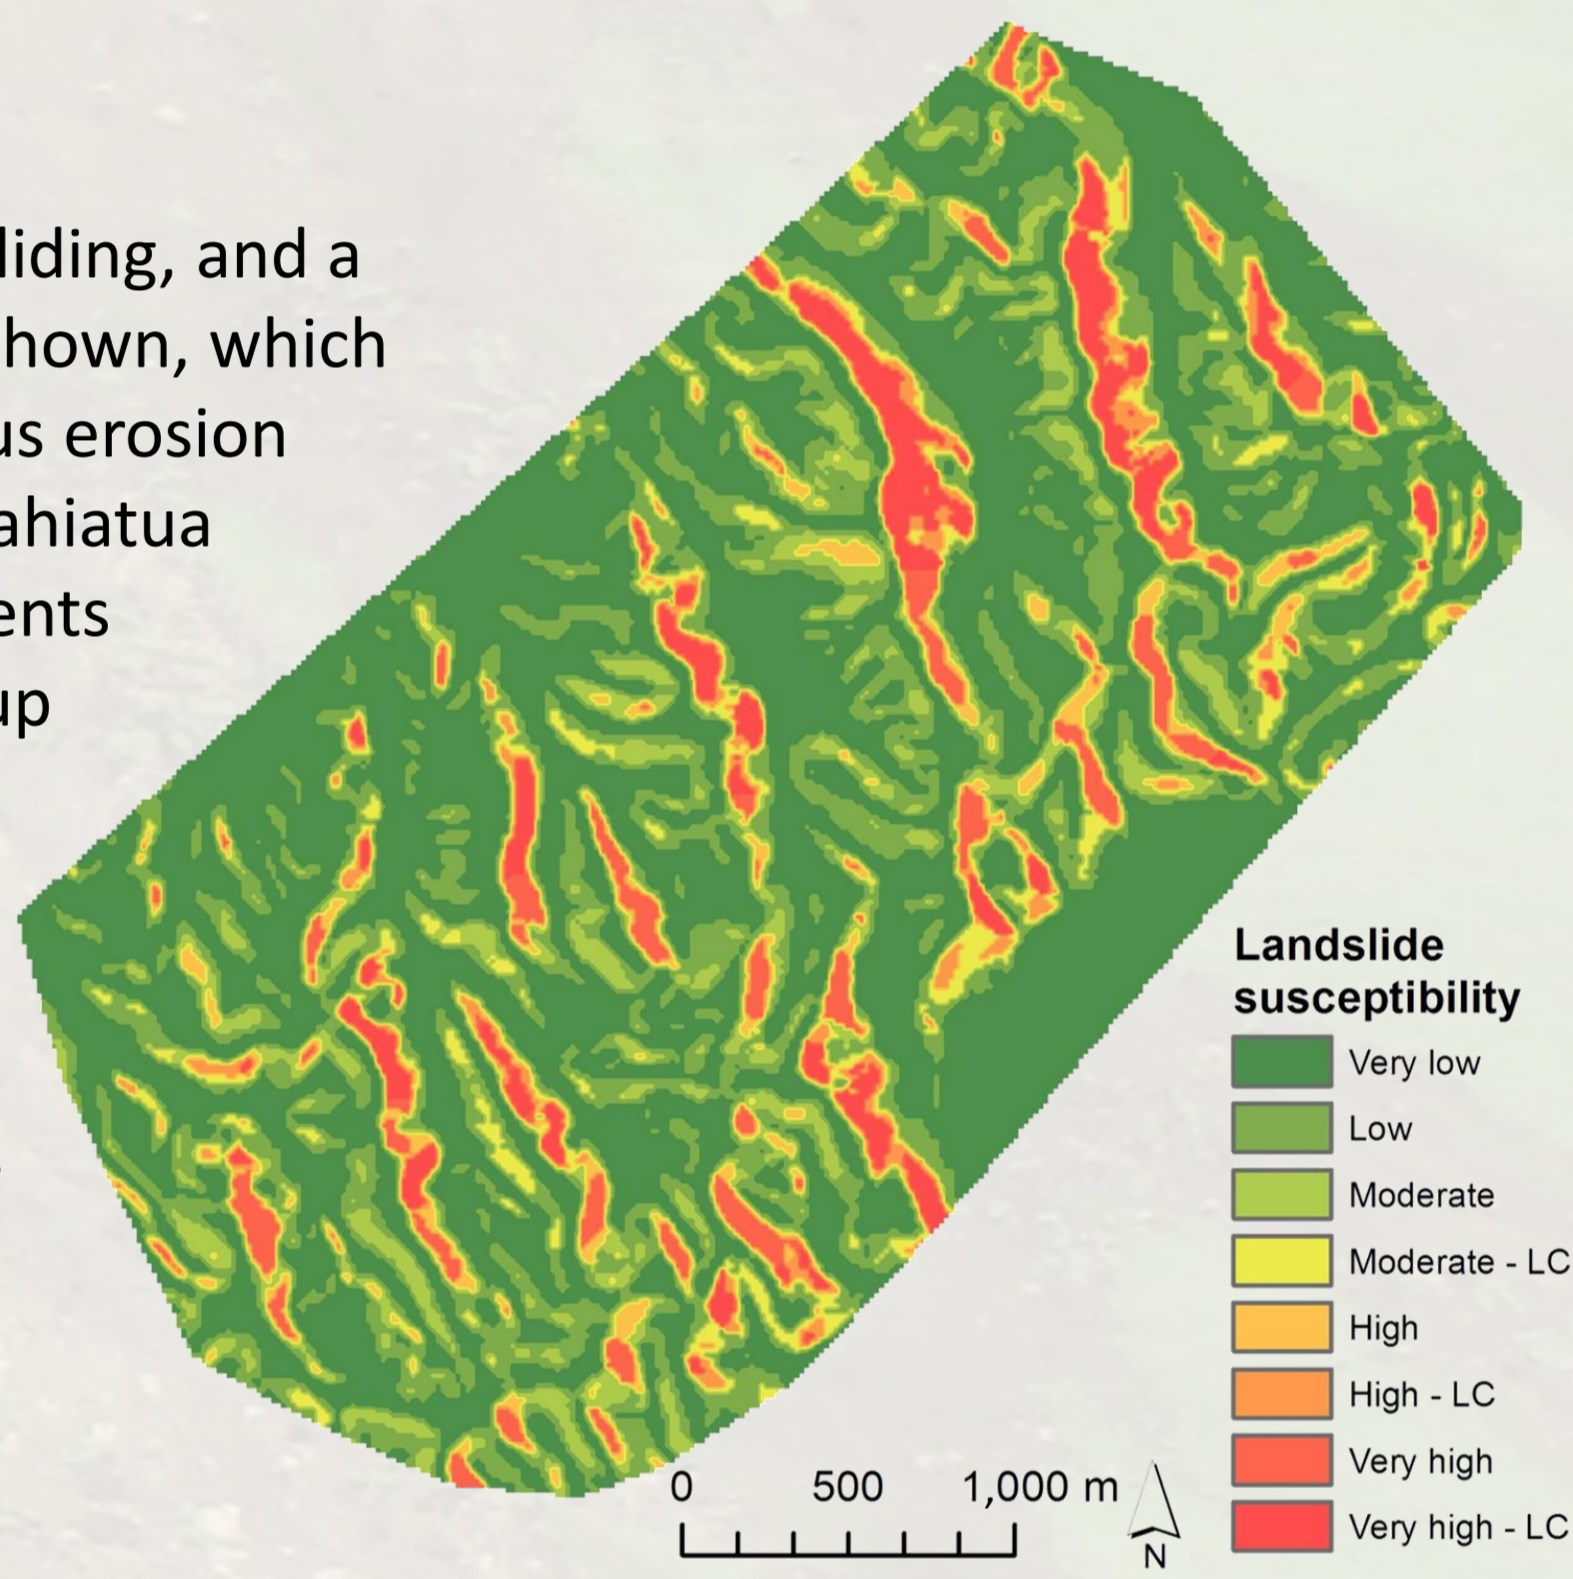 liding, and a
hown, which
us erosion
ahiatua
ents
up
Landslide
susceptibility
Very low
Low
Moderate
Moderate - LC
High
High - LC
Very high
Very high - LC
0 500 1,000 m
N